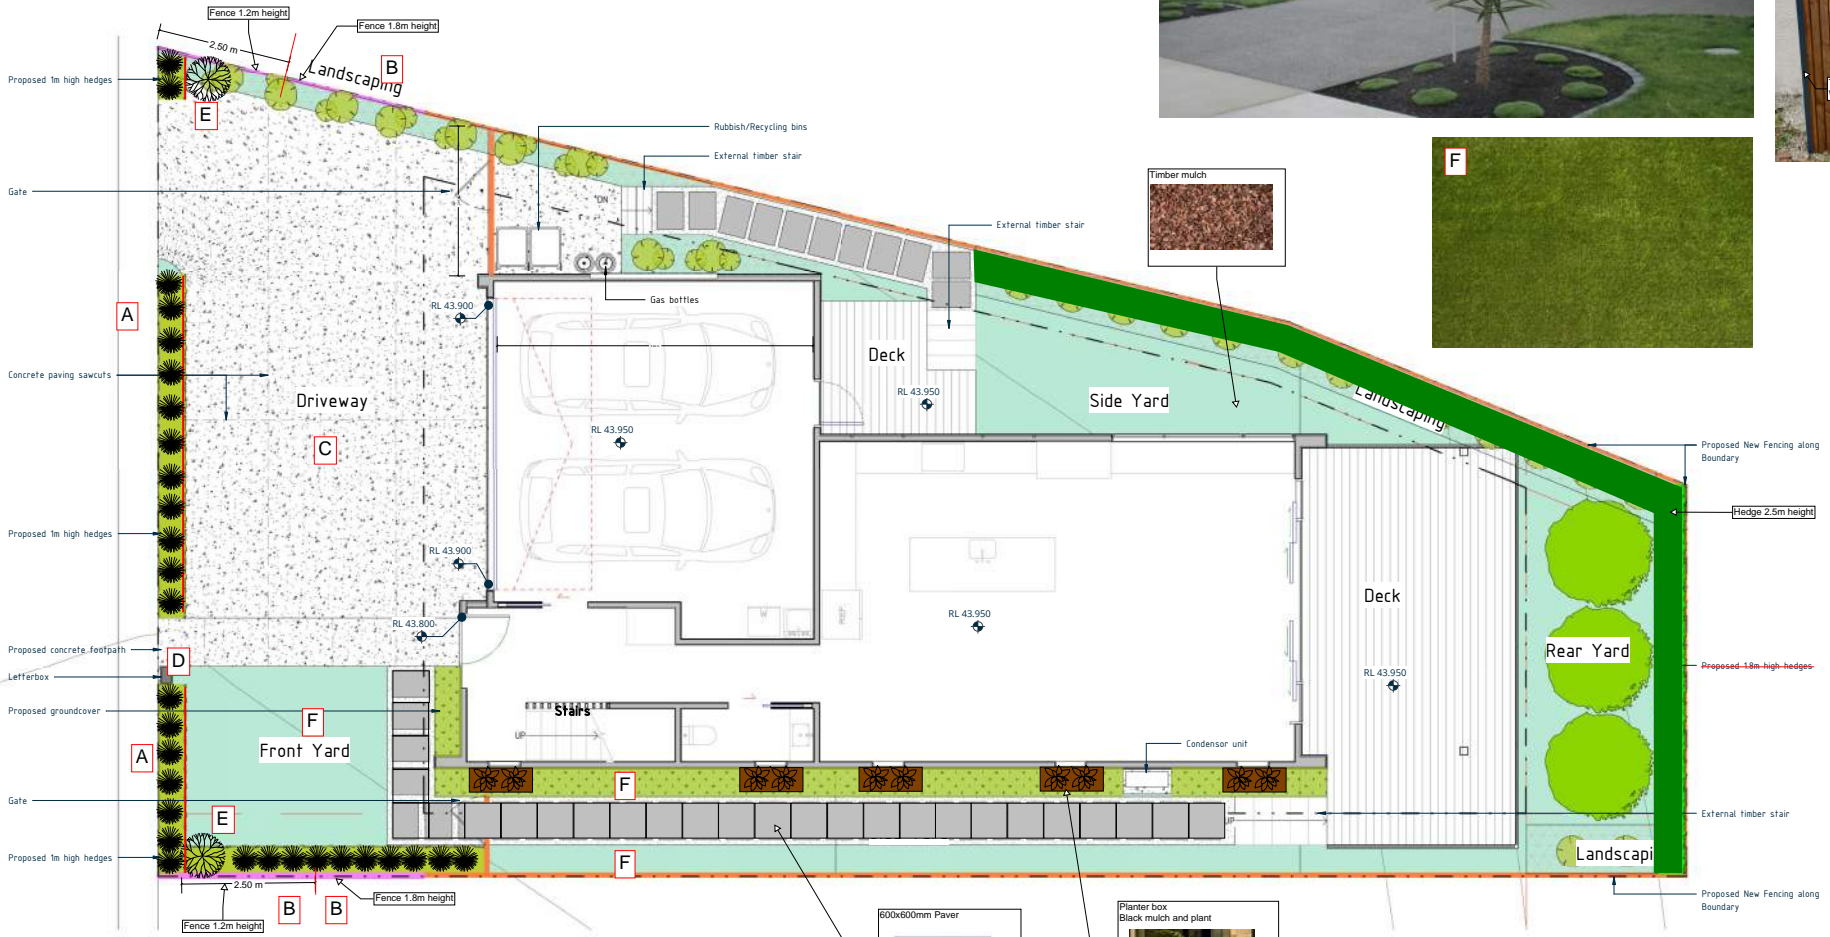 Fence 1.2m height
Fence 1.8m height
2.50 m
Landscaping
B
Proposed 1m high hedges
E
Rubbish/Recycling bins
External timber stair
Gate
DN
F
Timber mulch
External timber stair
Gas bottles
RL 43.900
A
Deck
Concrete paving sawcuts
Driveway
RL 43.950
Side Yard
Landscaping
RL 43.950
C
Proposed New Fencing along
Boundary
Hedge 2.5m height
Proposed 1m high hedges
RL 43.900
Deck
W
REF
RL 43.950
RL 43.800
Proposed concrete footpath
D
Rear Yard
Letterbox
Proposed 1.8m high hedges
RL 43.950
Proposed groundcover
F
Stairs
UP
Front Yard
A
Condensor unit
F
Gate
E
UP
External timber stair
Proposed 1m high hedges
F
Landscapi
2.50 m
Fence 1.8m height
B
B
Fence 1.2m height
Proposed New Fencing along
Boundary
600x600mm Paver
Planter box
Black mulch and plant